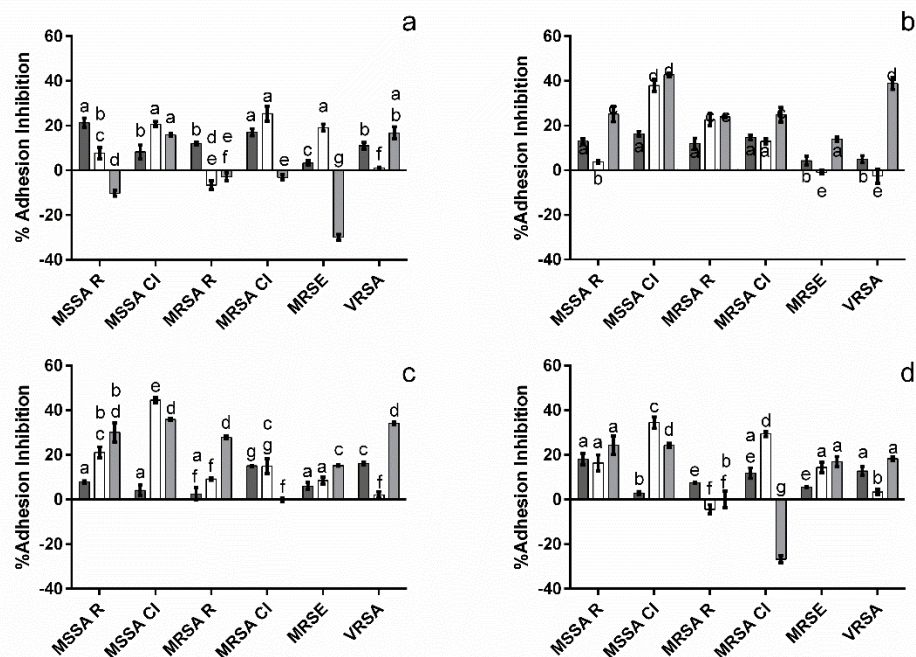 a
% Adhesion Inhibition
60
40
20
0
-20
-40
a b c d
b a a
b d e e f
a a e
c a g
b f a b
MSSA R MSSA CI MRSA R MRSA CI MRSE VRSA
b
%Adhesion Inhibition
60
40
20
0
-20
-40
a b
a d d
a
a a
b e a
b e d
MSSA R MSSA CI MRSA R MRSA CI MRSE VRSA
c
%Adhesion Inhibition
60
40
20
0
-20
-40
a b c b d
a e d
a f f d
g c g f
a a c
c f d
MSSA R MSSA CI MRSA R MRSA CI MRSE VRSA
d
%Adhesion Inhibition
60
40
20
0
-20
-40
a a a
b c d
e f b f
a e d g
e a a
a b a
MSSA R MSSA CI MRSA R MRSA CI MRSE VRSA